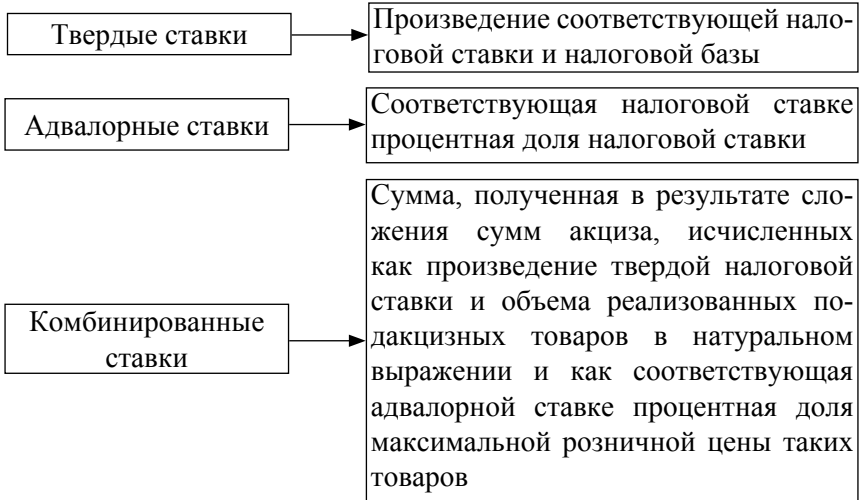 Твердые ставки
Произведение соответствующей нало-
говой ставки и налоговой базы
Адвалорные ставки
Соответствующая налоговой ставке
процентная доля налоговой ставки
Комбинированные
ставки
Сумма, полученная в результате сло-
жения сумм акциза, исчисленных
как произведение твердой налоговой
ставки и объема реализованных по-
дакцизных товаров в натуральном
выражении и как соответствующая
адвалорной ставке процентная доля
максимальной розничной цены таких
товаров